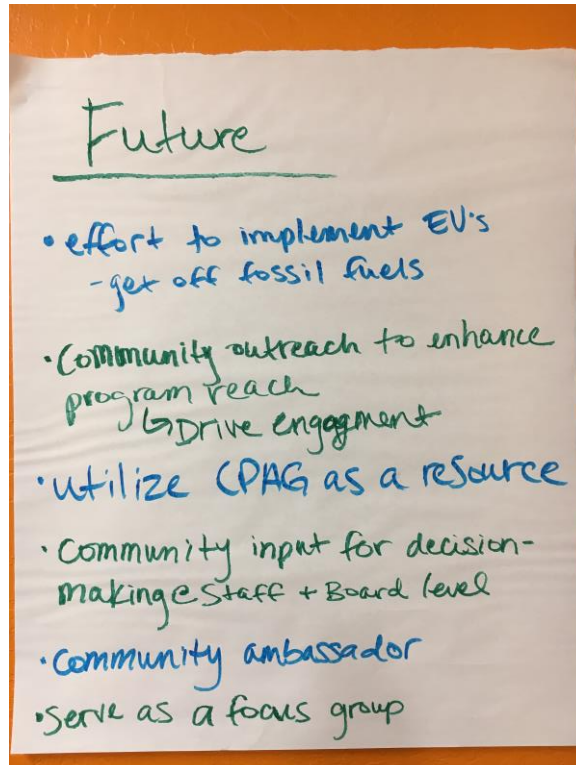 Future
• effort to implement EV's
- get off fossil fuels
• Community outreach to enhance
program reach
↳ Drive engagment
• utilize CPAG as a resource
• Community input for decision-
making @ Staff + Board level
• Community ambassador
• serve as a focus group